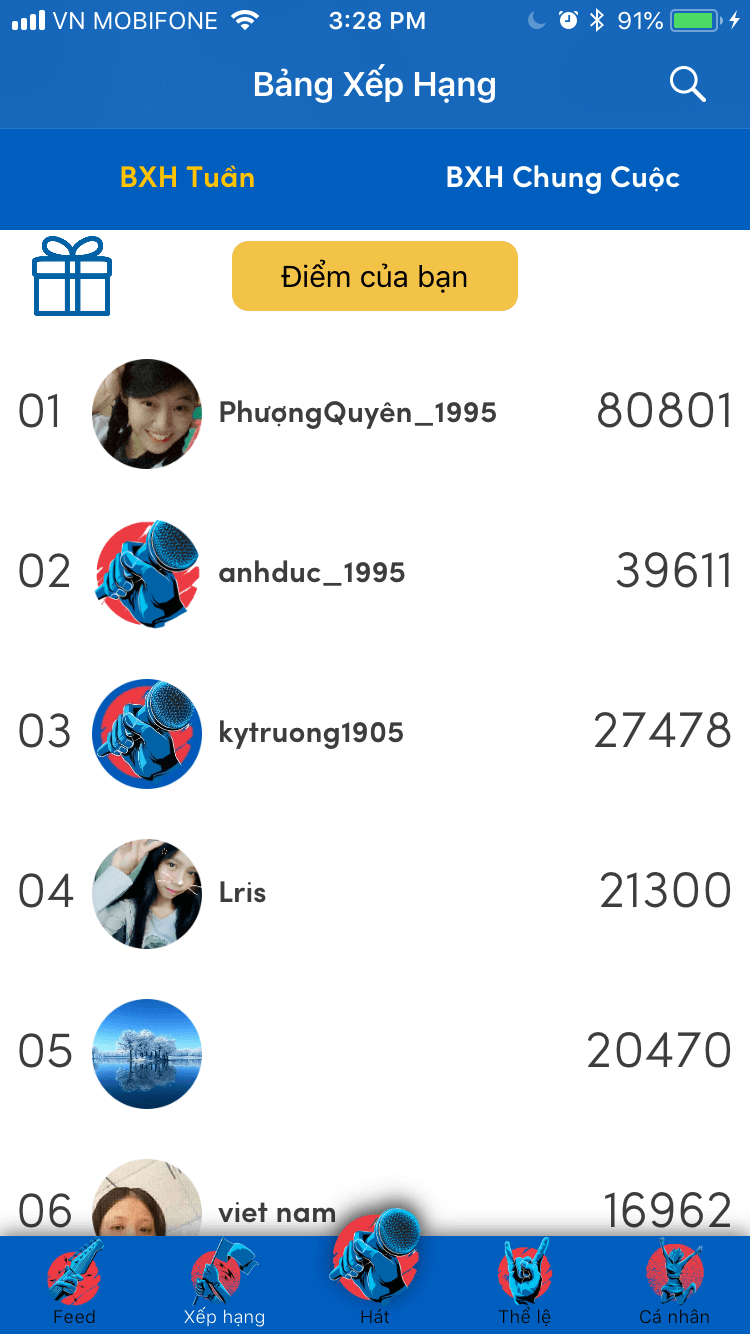 VN MOBIFONE 3:28 PM 91%
Bảng Xếp Hạng
BXH Tuần BXH Chung Cuộc
Điểm của bạn
01 PhượngQuyên_1995 80801
02 anhduc_1995 39611
03 kytruong1905 27478
04 Lris 21300
05 20470
06 viet nam 16962
Feed Xếp hạng Hát Thể lệ Cá nhân